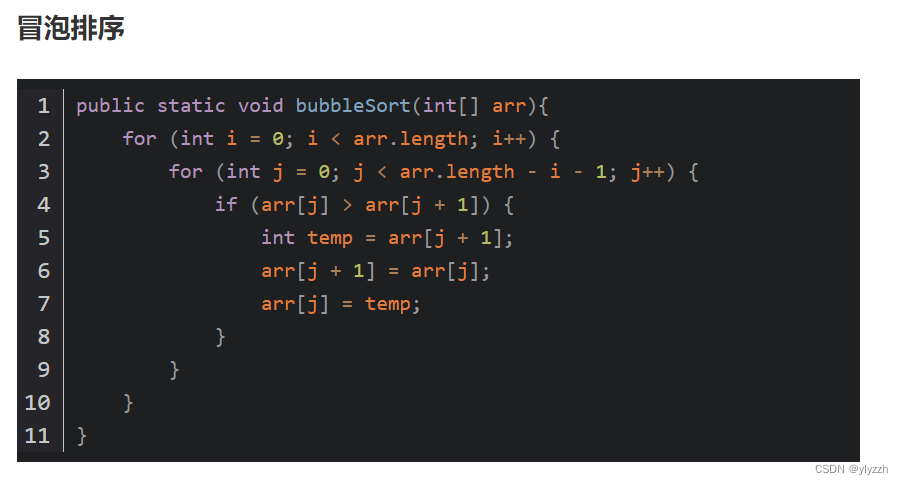 冒泡排序
1 public static void bubbleSort(int[] arr){
2     for (int i = 0; i < arr.length; i++) {
3         for (int j = 0; j < arr.length - i - 1; j++) {
4             if (arr[j] > arr[j + 1]) {
5                 int temp = arr[j + 1];
6                 arr[j + 1] = arr[j];
7                 arr[j] = temp;
8             }
9         }
10     }
11 }
CSDN @ylyzzh